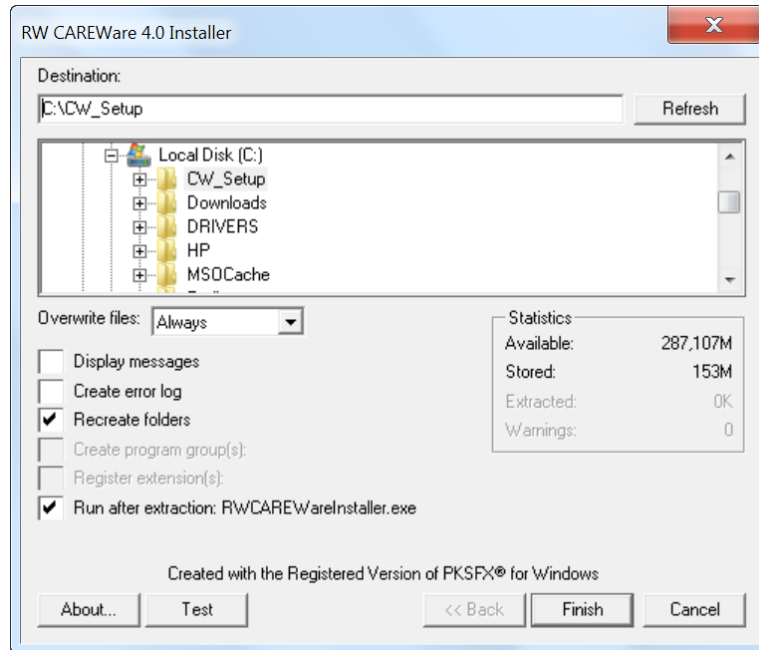 RW CAREWare 4.0 Installer
Destination:
C:\CW_Setup
Refresh
Local Disk (C:)
CW_Setup
Downloads
DRIVERS
HP
MSOCache
Overwrite files: Always
Statistics
Available: 287,107M
Stored: 153M
Extracted: 0K
Warnings: 0
Display messages
Create error log
Recreate folders
Create program group(s):
Register extension(s):
Run after extraction: RWCAREWareInstaller.exe
Created with the Registered Version of PKSFX® for Windows
About... Test << Back Finish Cancel